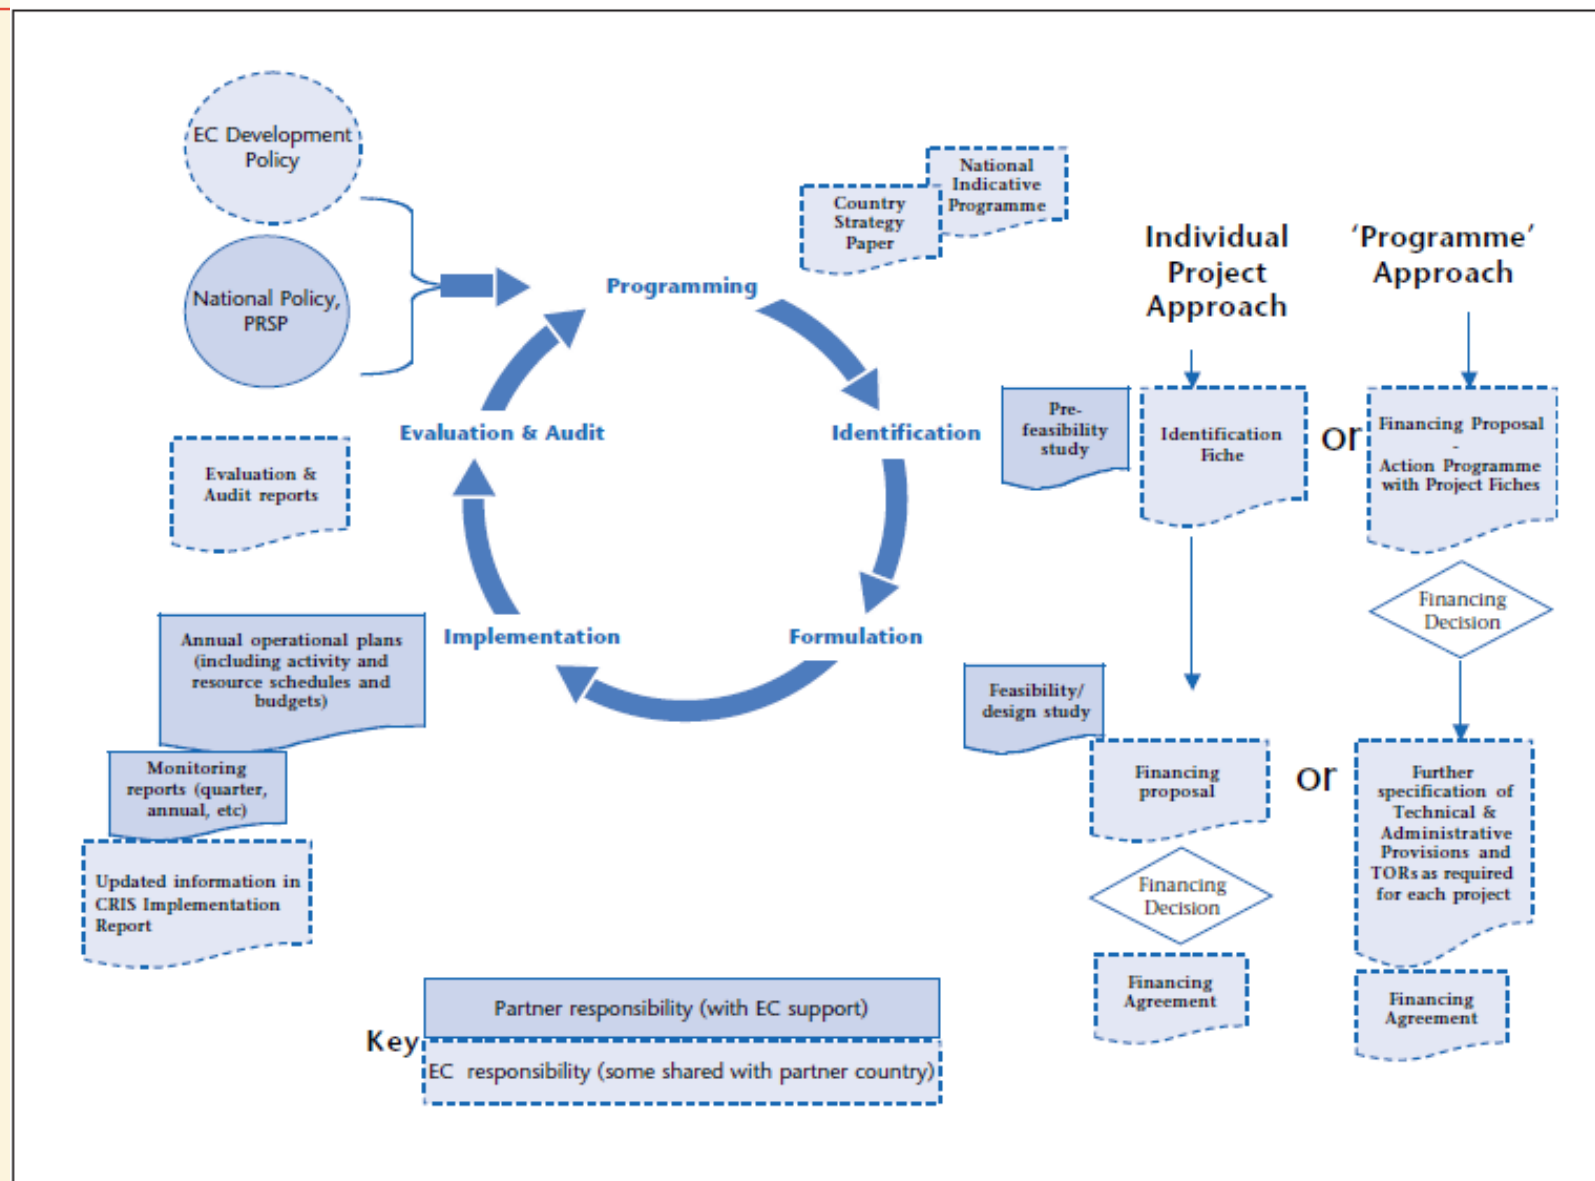 EC Development
Policy
National Policy,
PRSP
Programming
Country
Strategy
Paper
National
Indicative
Programme
Individual
Project
Approach
'Programme'
Approach
Evaluation & Audit
Identification
Pre-
feasibility
study
Identification
Fiche
or
Financing Proposal
-
Action Programme
with Project Fiches
Evaluation &
Audit reports
Financing
Decision
Implementation
Formulation
Annual operational plans
(including activity and
resource schedules and
budgets)
Feasibility/
design study
Monitoring
reports (quarter,
annual, etc)
Financing
proposal
or
Further
specification of
Technical &
Administrative
Provisions and
TORs as required
for each project
Updated information in
CRIS Implementation
Report
Financing
Decision
Financing
Agreement
Financing
Agreement
Key
Partner responsibility (with EC support)
EC responsibility (some shared with partner country)